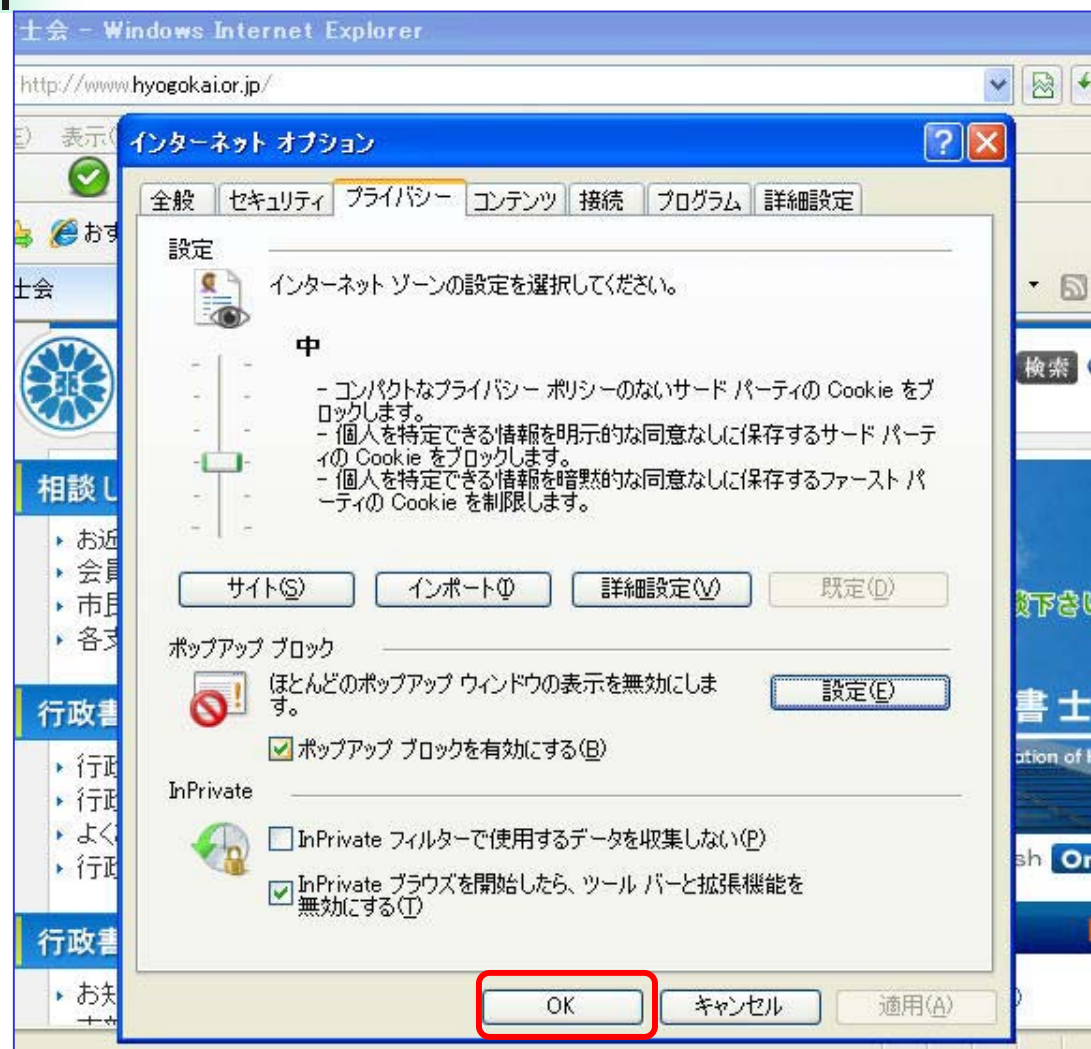 士会 - Windows Internet Explorer
http://www.hyogokai.or.jp/
表示(
インターネット オプション
全般 セキュリティ プライバシー コンテンツ 接続 プログラム 詳細設定
おす
設定
士会
インターネット ゾーンの設定を選択してください。
中
検索
- コンパクトなプライバシー ポリシーのないサード パーティの Cookie をブ
ロックします。
- 個人を特定できる情報を明示的な同意なしに保存するサード パーテ
ィの Cookie をブロックします。
- 個人を特定できる情報を暗黙的な同意なしに保存するファースト パ
ーティの Cookie を制限します。
相談し
お近
会員
市民
各支
サイト(S) インポート(I) 詳細設定(V) 既定(D)
談下さい
ポップアップ ブロック
ほとんどのポップアップ ウィンドウの表示を無効にしま
す。
設定(E)
行政書
書士
ポップアップ ブロックを有効にする(B)
ation of
行政
行政
よく
行政
InPrivate
InPrivate フィルターで使用するデータを収集しない(P)
sh
InPrivate ブラウズを開始したら、ツール バーと拡張機能を
無効にする(T)
行政書
お知
OK キャンセル 適用(A)